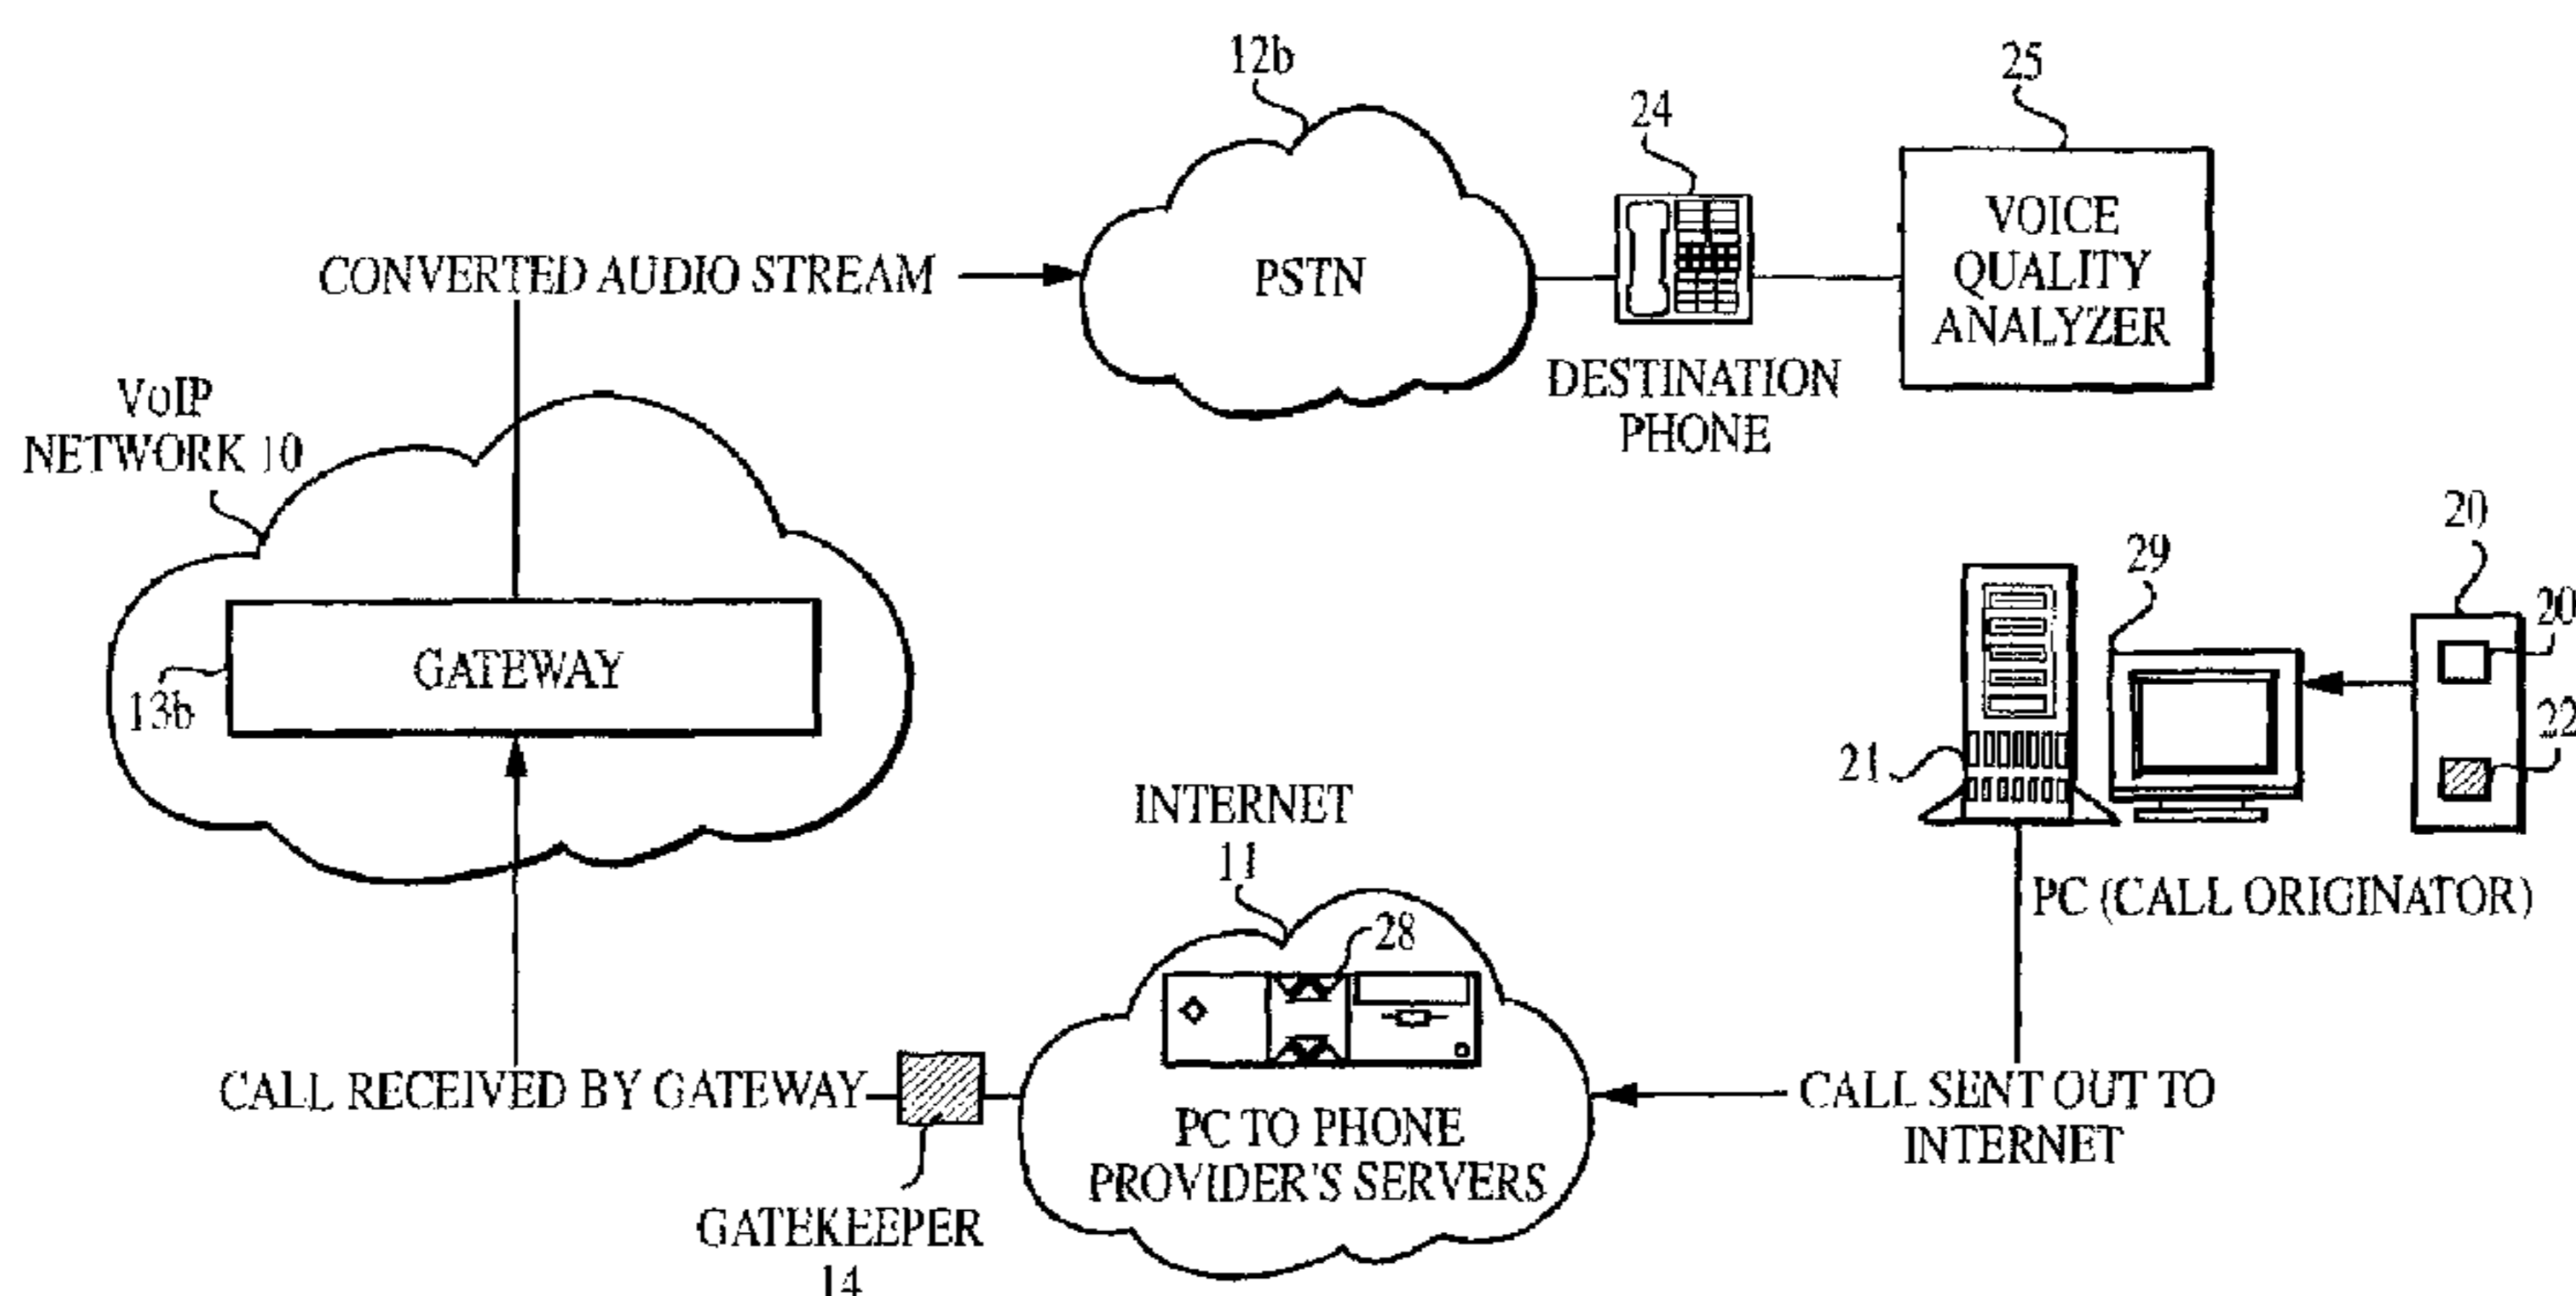 12b
25
24
VOICE
QUALITY
ANALYZER
PSTN
CONVERTED AUDIO STREAM
DESTINATION
PHONE
VoIP
NETWORK 10
20
29
20
GATEWAY
13b
22
21
INTERNET
11
PC (CALL ORIGINATOR)
28
CALL RECEIVED BY GATEWAY
CALL SENT OUT TO
INTERNET
PC TO PHONE
PROVIDER'S SERVERS
GATEKEEPER
14